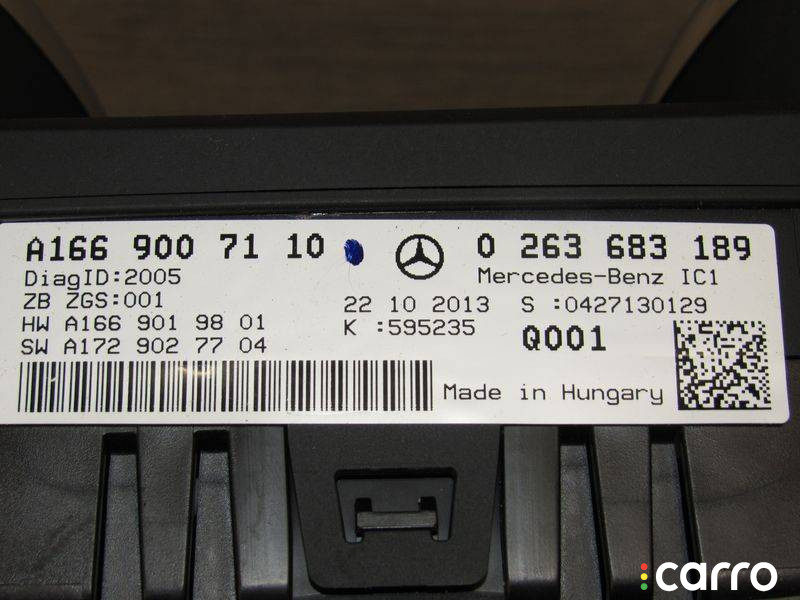 A166 900 71 10 0 263 683 189
DiagID:2005 Mercedes-Benz IC1
ZB ZGS:001 22 10 2013 S :0427130129
HW A166 901 98 01 K :595235 Q001
SW A172 902 77 04
Made in Hungary
carro